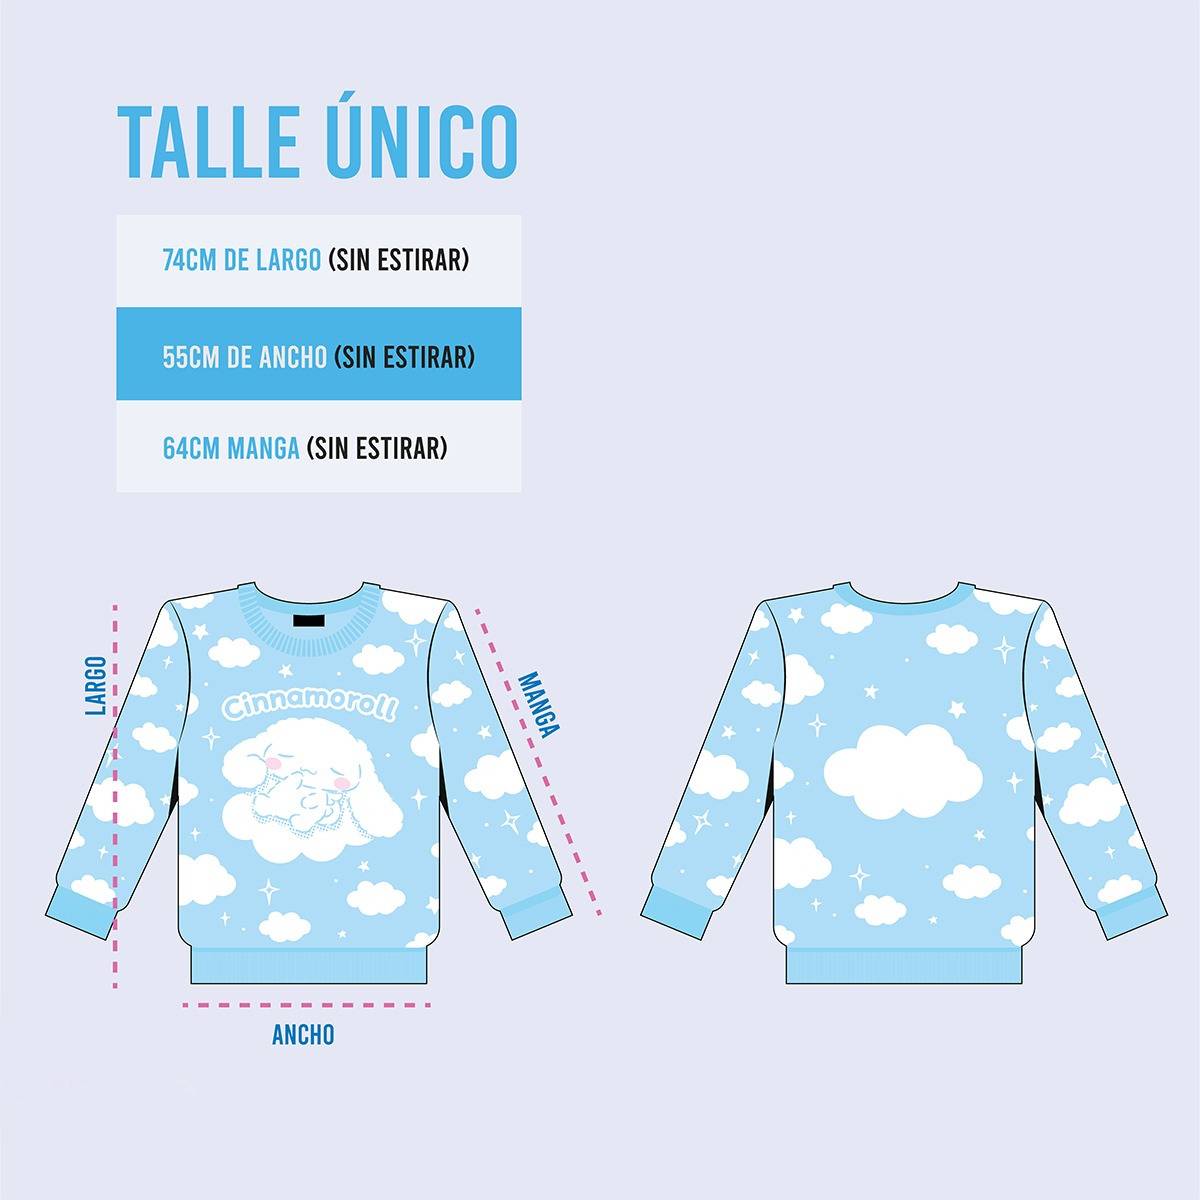 TALLE ÚNICO
74CM DE LARGO (SIN ESTIRAR)
55CM DE ANCHO (SIN ESTIRAR)
64CM MANGA (SIN ESTIRAR)
LARGO
Cinnamoroll
MANGA
ANCHO